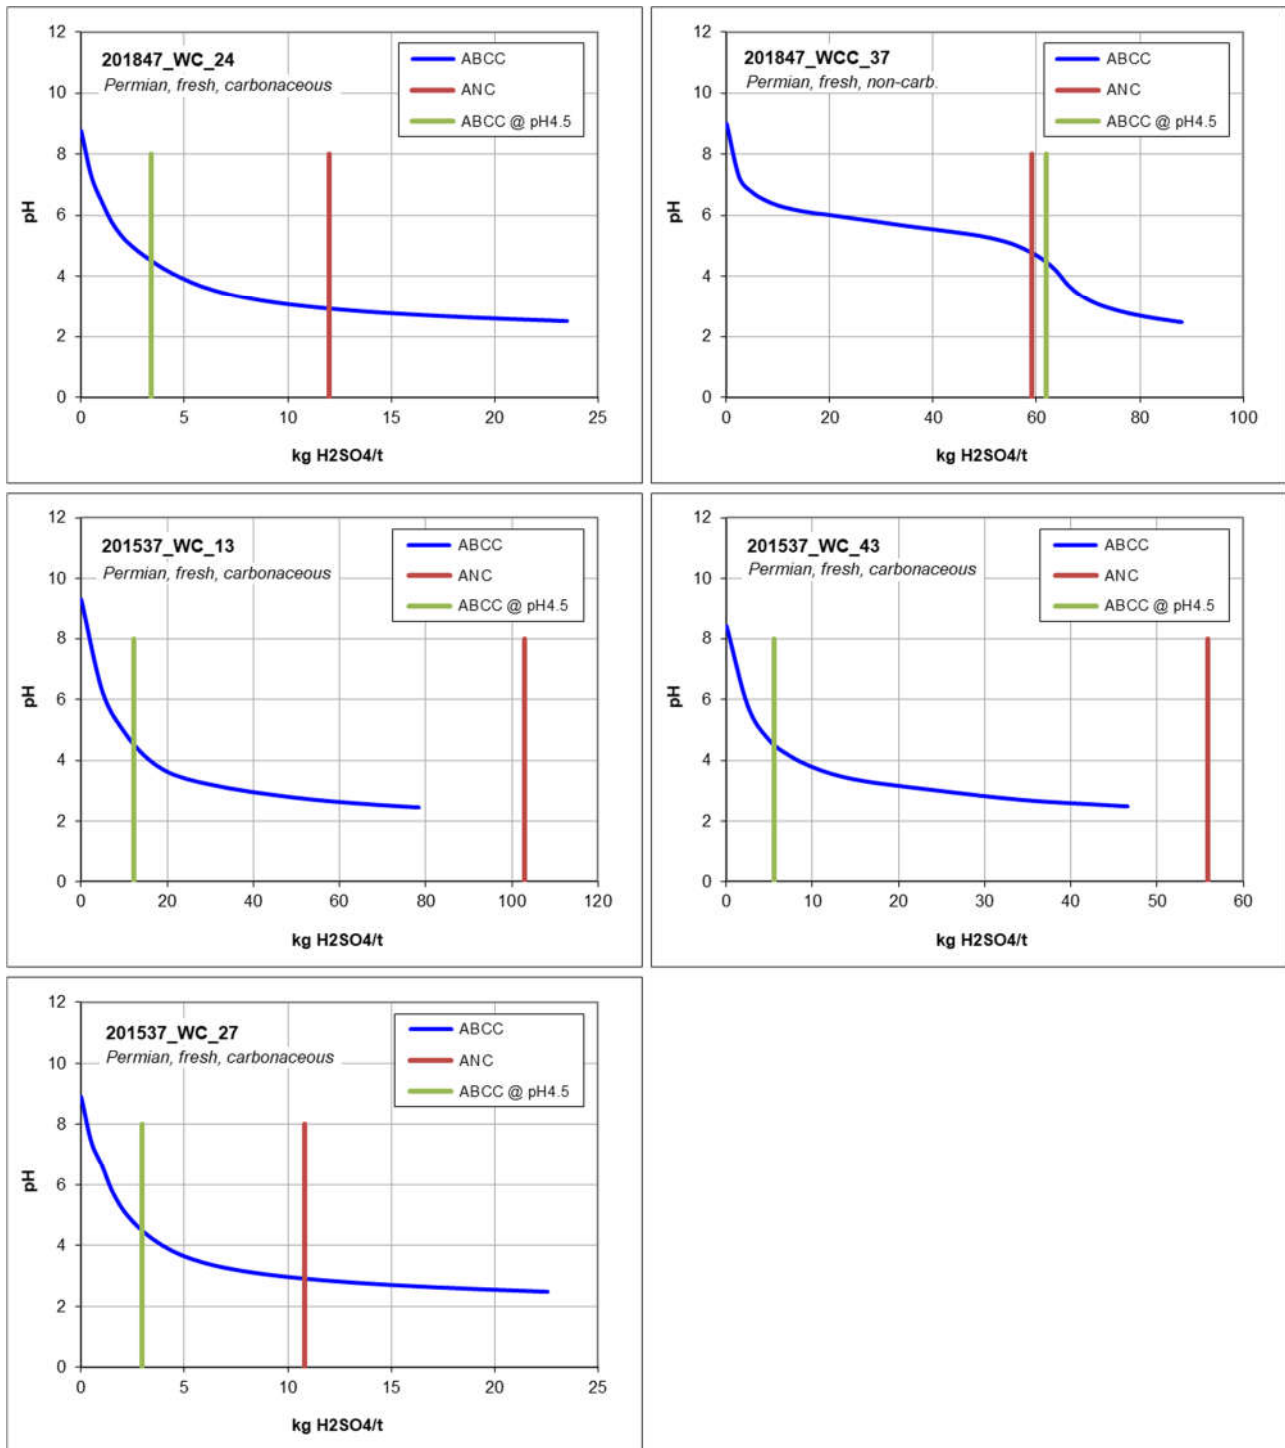 201847_WC_24
Permian, fresh, carbonaceous
ABCC
ANC
ABCC @ pH4.5
12
10
8
6
4
2
0
pH
0 5 10 15 20 25
kg H2SO4/t
201847_WCC_37
Permian, fresh, non-carb.
ABCC
ANC
ABCC @ pH4.5
12
10
8
6
4
2
0
pH
0 20 40 60 80 100
kg H2SO4/t
201537_WC_13
Permian, fresh, carbonaceous
ABCC
ANC
ABCC @ pH4.5
12
10
8
6
4
2
0
pH
0 20 40 60 80 100 120
kg H2SO4/t
201537_WC_43
Permian, fresh, carbonaceous
ABCC
ANC
ABCC @ pH4.5
12
10
8
6
4
2
0
pH
0 10 20 30 40 50 60
kg H2SO4/t
201537_WC_27
Permian, fresh, carbonaceous
ABCC
ANC
ABCC @ pH4.5
12
10
8
6
4
2
0
pH
0 5 10 15 20 25
kg H2SO4/t